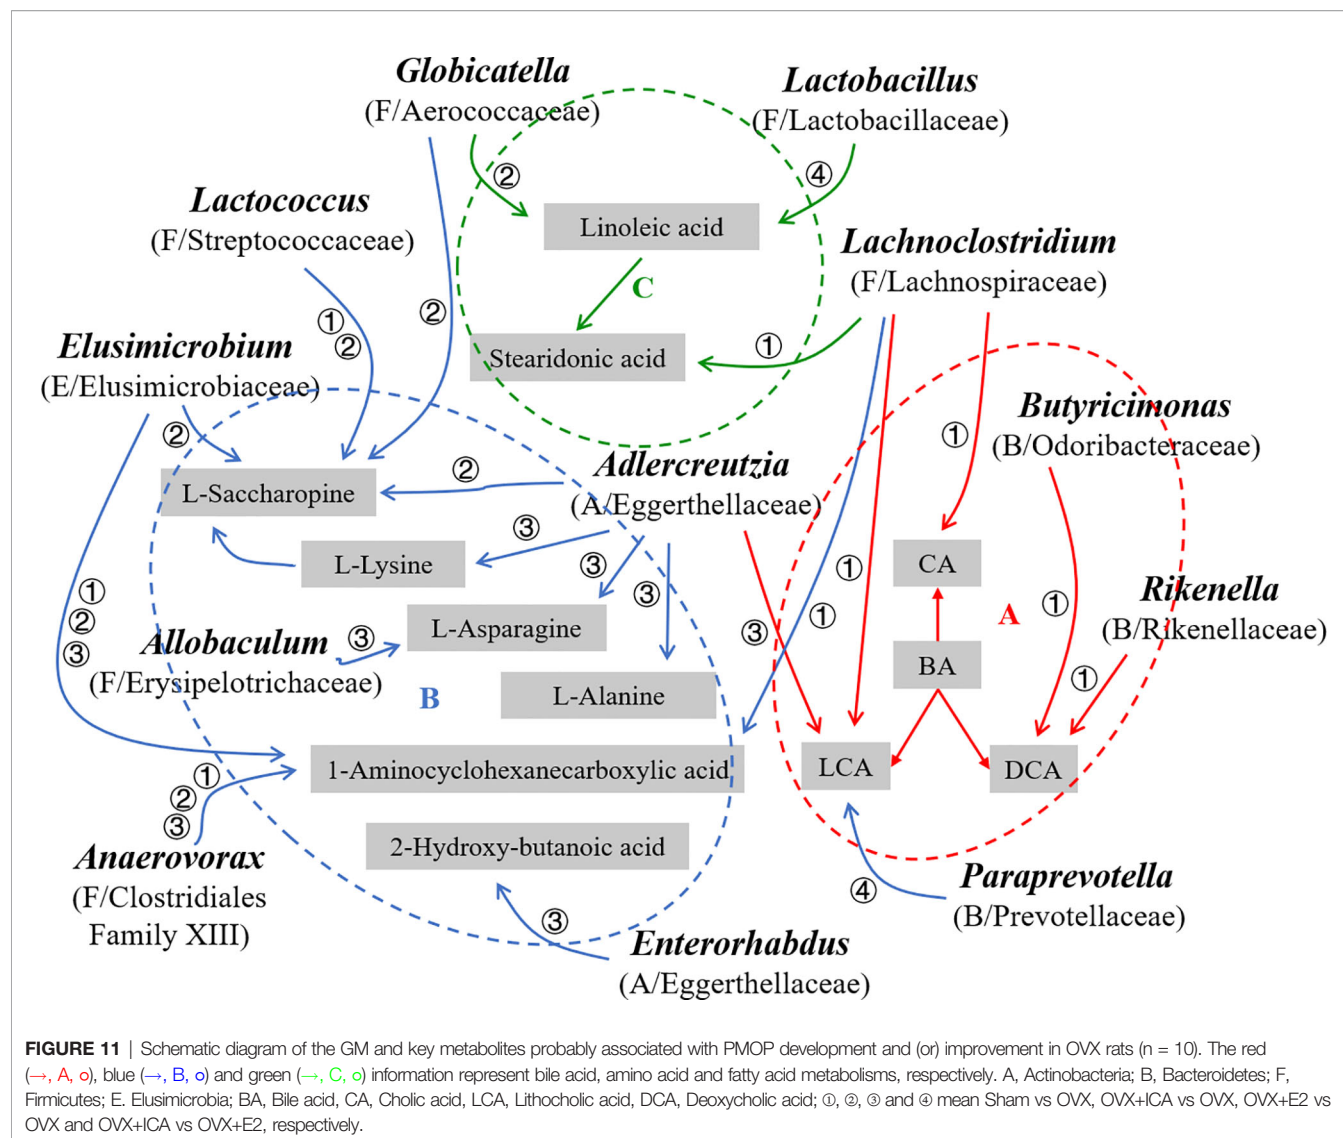 Globicatella
(F/Aerococcaceae)
Lactobacillus
(F/Lactobacillaceae)
②
④
Lactococcus
(F/Streptococcaceae)
Linoleic acid
Lachnoclostridium
(F/Lachnospiraceae)
C
②
①
②
Elusimicrobium
(E/Elusimicrobiaceae)
Stearidonic acid
①
Butyricimonas
(B/Odoribacteraceae)
①
②
②
Adlercreutzia
(A/Eggerthellaceae)
L-Saccharopine
③
L-Lysine
③
③
①
CA
①
②
③
L-Asparagine
Allobaculum
(F/Erysipelotrichaceae)
③
③
①
A
①
Rikenella
(B/Rikenellaceae)
BA
①
B
L-Alanine
1-Aminocyclohexanecarboxylic acid
LCA
DCA
①
②
③
2-Hydroxy-butanoic acid
Anaerovorax
(F/Clostridiales
Family XIII)
④
Paraprevotella
(B/Prevotellaceae)
③
Enterorhabdus
(A/Eggerthellaceae)
FIGURE 11 | Schematic diagram of the GM and key metabolites probably associated with PMOP development and (or) improvement in OVX rats (n = 10). The red
(→, A, o), blue (→, B, o) and green (→, C, o) information represent bile acid, amino acid and fatty acid metabolisms, respectively. A, Actinobacteria; B, Bacteroidetes; F,
Firmicutes; E. Elusimicrobia; BA, Bile acid, CA, Cholic acid, LCA, Lithocholic acid, DCA, Deoxycholic acid; ①, ②, ③ and ④ mean Sham vs OVX, OVX+ICA vs OVX, OVX+E2 vs
OVX and OVX+ICA vs OVX+E2, respectively.